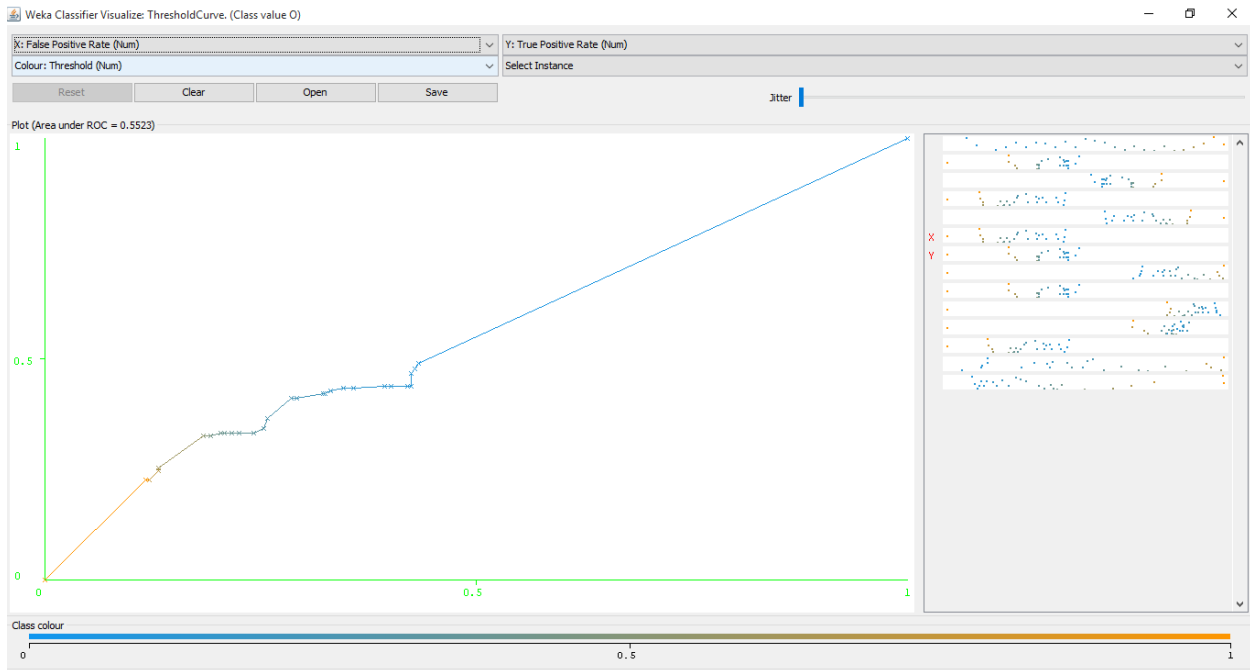 Weka Classifier Visualize: ThresholdCurve. (Class value O)
X: False Positive Rate (Num)
Y: True Positive Rate (Num)
Colour: Threshold (Num)
Select Instance
Reset
Clear
Open
Save
Jitter
Plot (Area under ROC = 0.5523)
1
0.5
0
0
0.5
1
X
Y
Class colour
0
0.5
1